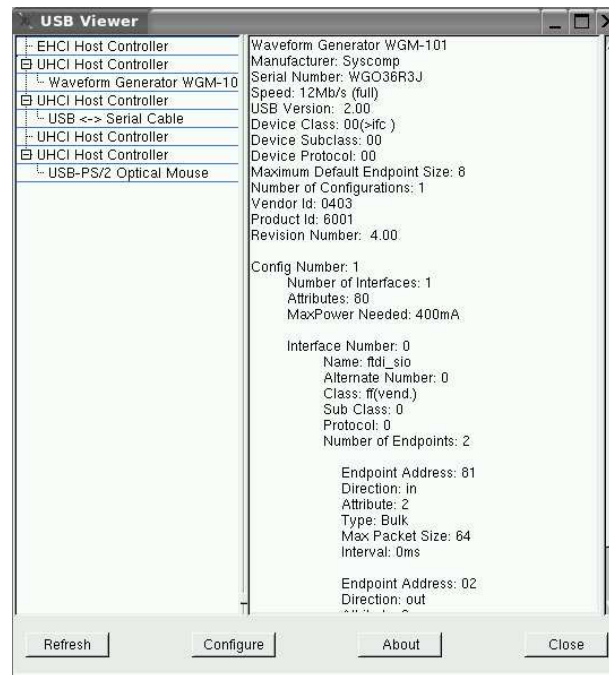 USB Viewer
EHCI Host Controller
UHCI Host Controller
Waveform Generator WGM-10
UHCI Host Controller
USB <-> Serial Cable
UHCI Host Controller
UHCI Host Controller
USB-PS/2 Optical Mouse
Waveform Generator WGM-101
Manufacturer: Syscomp
Serial Number: WGO36R3J
Speed: 12Mb/s (full)
USB Version: 2.00
Device Class: 00(>ifc )
Device Subclass: 00
Device Protocol: 00
Maximum Default Endpoint Size: 8
Number of Configurations: 1
Vendor Id: 0403
Product Id: 6001
Revision Number: 4.00
Config Number: 1
Number of Interfaces: 1
Attributes: 80
MaxPower Needed: 400mA
Interface Number: 0
Name: ftdi_sio
Alternate Number: 0
Class: ff(vend.)
Sub Class: 0
Protocol: 0
Number of Endpoints: 2
Endpoint Address: 81
Direction: in
Attribute: 2
Type: Bulk
Max Packet Size: 64
Interval: 0ms
Endpoint Address: 02
Direction: out
Refresh
Configure
About
Close